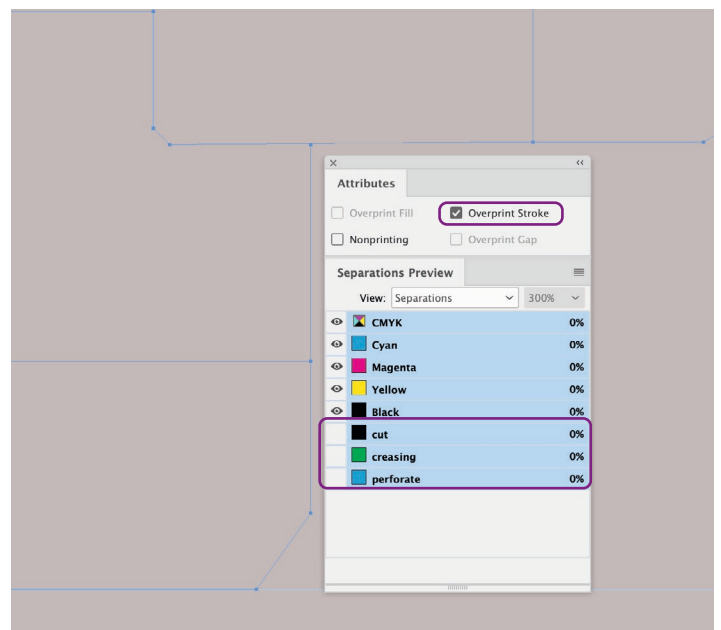 Attributes
Overprint Fill Overprint Stroke
Nonprinting Overprint Gap
Separations Preview
View: Separations 300%
CMYK 0%
Cyan 0%
Magenta 0%
Yellow 0%
Black 0%
cut 0%
creasing 0%
perforate 0%